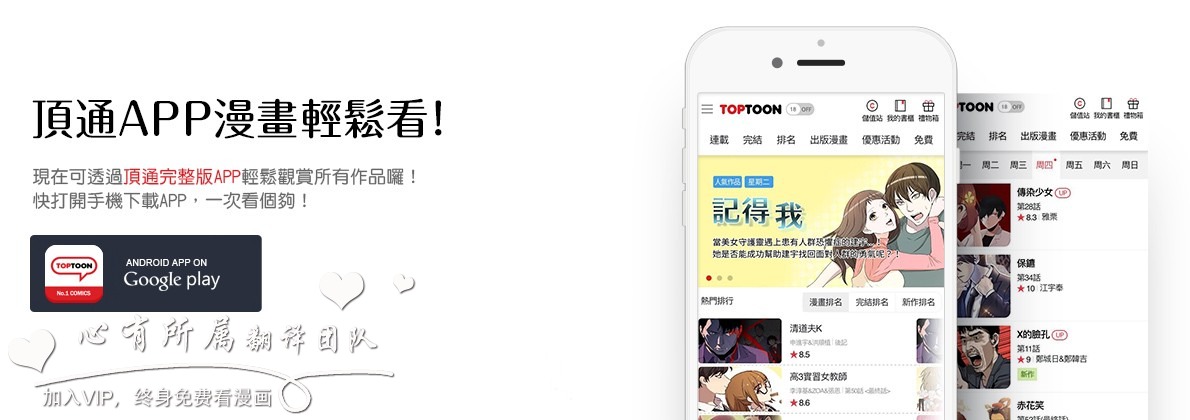 頂通APP漫畫輕鬆看!
現在可透過頂通完整版APP輕鬆觀賞所有作品囉!
快打開手機下載APP,一次看個夠!
TOPTOON
No.1 COMICS
ANDROID APP ON
Google play
心有所属翻译团队
加入VIP, 终身免费看漫画
TOPTOON
18 OFF
儲值站 我的書櫃 禮物箱
連載 完結 排名 出版漫畫 優惠活動 免費
人氣作品 星期二
記得我
當美女守護靈遇上患有人群恐懼症的建宇...!
她是否能成功幫助建宇找回面對人群的勇氣呢?!
熱門排行
漫畫排名 完結排名 新作排名
清道夫K
申進宇&洪順植 | 後記
★8.5
高3實習女教師
李淳基&ZOA&張恩 | 第50話 <最終話>
★8.6
PTOON
18 OFF
儲值站 我的書櫃 禮物箱
完結 排名 出版漫畫 優惠活動 免費
周一 周二 周三 周四 周五 周六 周日
傳染少女 UP
第28話
★8.3 | 雅票
保鑣
第34話
★10 | 江宇奉
X的臉孔 UP
第11話
★9 | 鄭城日&鄭韓吉
新作
赤花笑